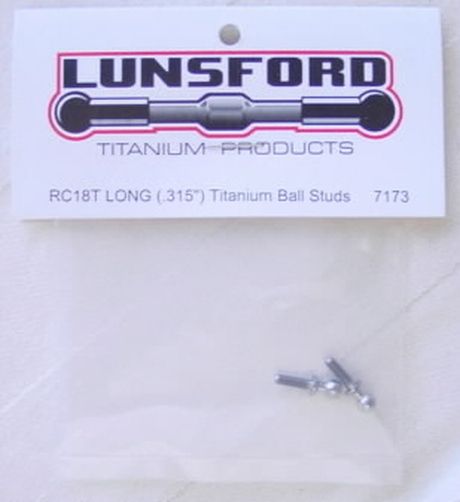 LUNSFORD
TITANIUM PRODUCTS
RC18T LONG (.315") Titanium Ball Studs 7173